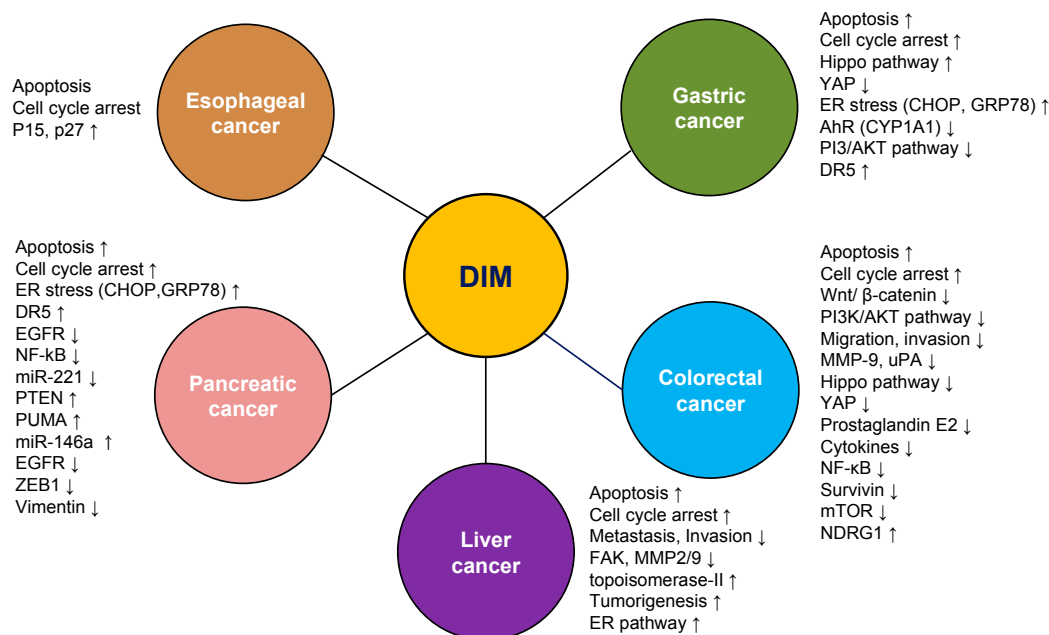 Apoptosis
Cell cycle arrest
P15, p27 ↑
Esophageal
cancer
Gastric
cancer
Apoptosis ↑
Cell cycle arrest ↑
Hippo pathway ↑
YAP ↓
ER stress (CHOP, GRP78) ↑
AhR (CYP1A1) ↓
PI3/AKT pathway ↓
DR5 ↑
DIM
Apoptosis ↑
Cell cycle arrest ↑
ER stress (CHOP,GRP78) ↑
DR5 ↑
EGFR ↓
NF-kB ↓
miR-221 ↓
PTEN ↑
PUMA ↑
miR-146a ↑
EGFR ↓
ZEB1 ↓
Vimentin ↓
Pancreatic
cancer
Colorectal
cancer
Apoptosis ↑
Cell cycle arrest ↑
Wnt/ β-catenin ↓
PI3K/AKT pathway ↓
Migration, invasion ↓
MMP-9, uPA ↓
Hippo pathway ↓
YAP ↓
Prostaglandin E2 ↓
Cytokines ↓
NF-κB ↓
Survivin ↓
mTOR ↓
NDRG1 ↑
Liver
cancer
Apoptosis ↑
Cell cycle arrest ↑
Metastasis, Invasion ↓
FAK, MMP2/9 ↓
topoisomerase-II ↑
Tumorigenesis ↑
ER pathway ↑